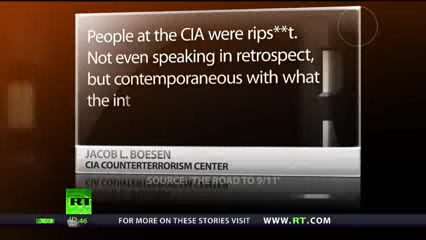 People at the CIA were rips**t.
Not even speaking in retrospect,
but contemporaneous with what
the int
JACOB L. BOESEN
CIA COUNTERTERRORISM CENTER
SOURCE: 'THE ROAD TO 9/11'
RT
LONDON
FOR MORE ON THESE STORIES VISIT WWW.RT.COM